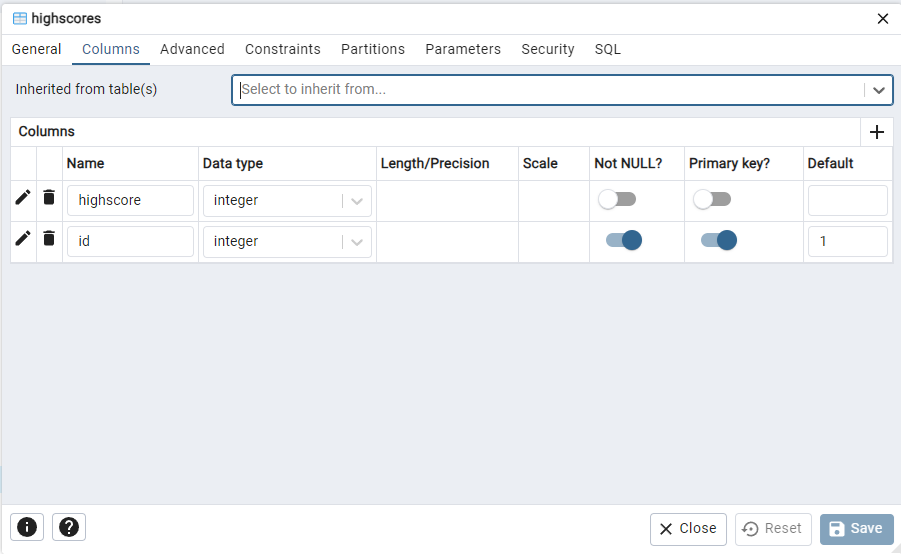 highscores
General Columns Advanced Constraints Partitions Parameters Security SQL
Inherited from table(s) Select to inherit from...
Columns
Name Data type Length/Precision Scale Not NULL? Primary key? Default
highscore integer
id integer 1
Close Reset Save